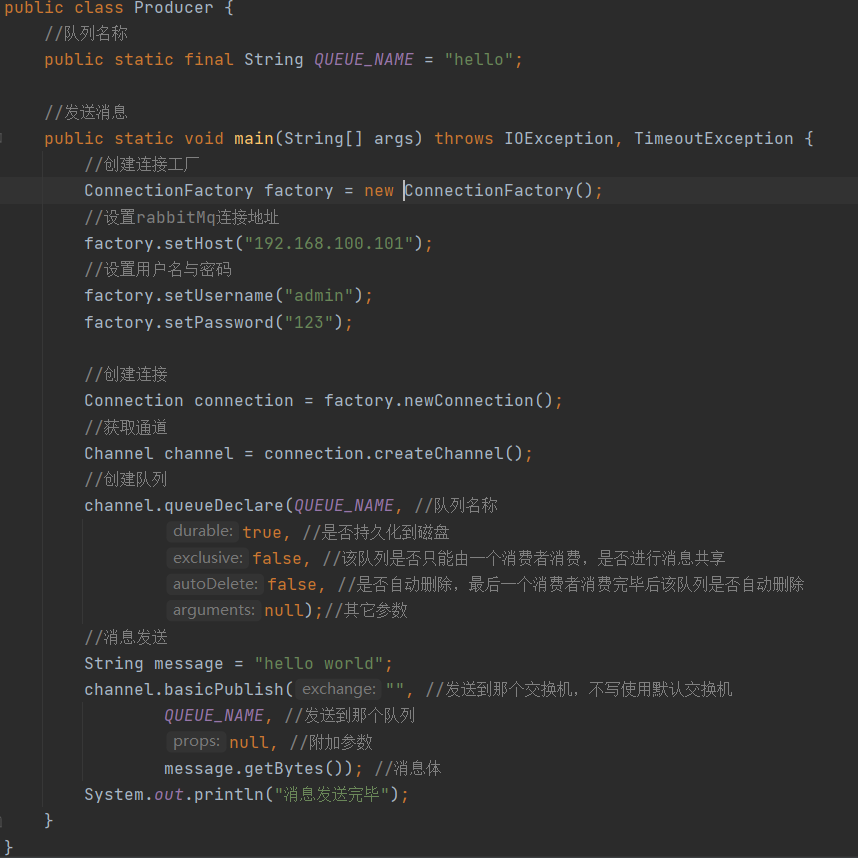 public class Producer {
//队列名称
public static final String QUEUE_NAME = "hello";
//发送消息
public static void main(String[] args) throws IOException, TimeoutException {
//创建连接工厂
ConnectionFactory factory = new ConnectionFactory();
//设置rabbitMq连接地址
factory.setHost("192.168.100.101");
//设置用户名与密码
factory.setUsername("admin");
factory.setPassword("123");
//创建连接
Connection connection = factory.newConnection();
//获取通道
Channel channel = connection.createChannel();
//创建队列
channel.queueDeclare(QUEUE_NAME, //队列名称
durable: true, //是否持久化到磁盘
exclusive: false, //该队列是否只能由一个消费者消费，是否进行消息共享
autoDelete: false, //是否自动删除，最后一个消费者消费完毕后该队列是否自动删除
arguments: null);//其它参数
//消息发送
String message = "hello world";
channel.basicPublish( exchange: "", //发送到那个交换机，不写使用默认交换机
QUEUE_NAME, //发送到那个队列
props: null, //附加参数
message.getBytes()); //消息体
System.out.println("消息发送完毕");
}
}